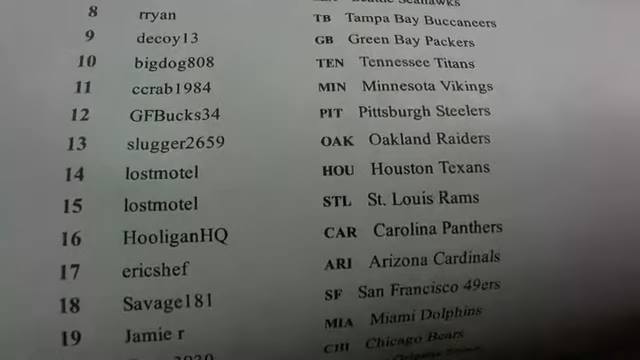 Seattle Seahawks
8 rryan TB Tampa Bay Buccaneers
9 decoy13 GB Green Bay Packers
10 bigdog808 TEN Tennessee Titans
11 ccrab1984 MIN Minnesota Vikings
12 GFBucks34 PIT Pittsburgh Steelers
13 slugger2659 OAK Oakland Raiders
14 lostmotel HOU Houston Texans
15 lostmotel STL St. Louis Rams
16 HooliganHQ CAR Carolina Panthers
17 ericshef ARI Arizona Cardinals
18 Savage181 SF San Francisco 49ers
19 Jamie r MIA Miami Dolphins
CHI Chicago Bears